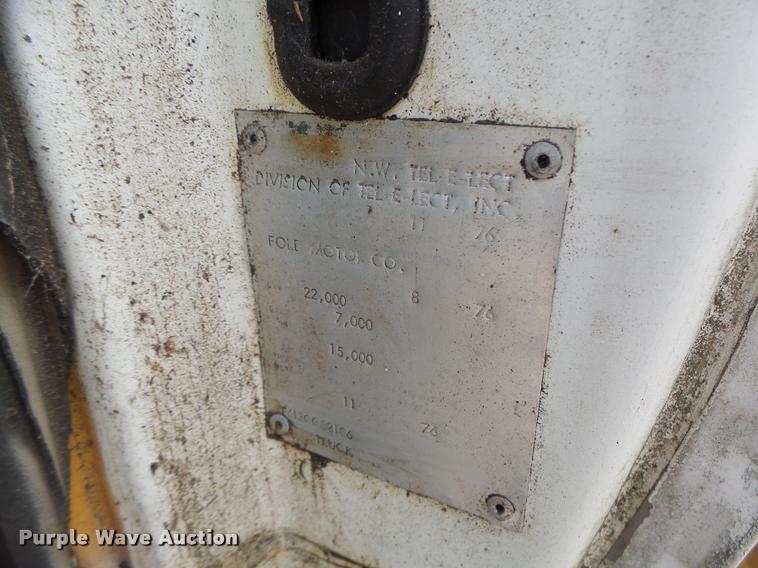 N.W. TEL-E-LECT
DIVISION OF TEL-E-LECT, INC
11 76
FORD MOTOR CO.
22,000 8 76
7,000
15,000
11 76
TRUCK
Purple Wave Auction